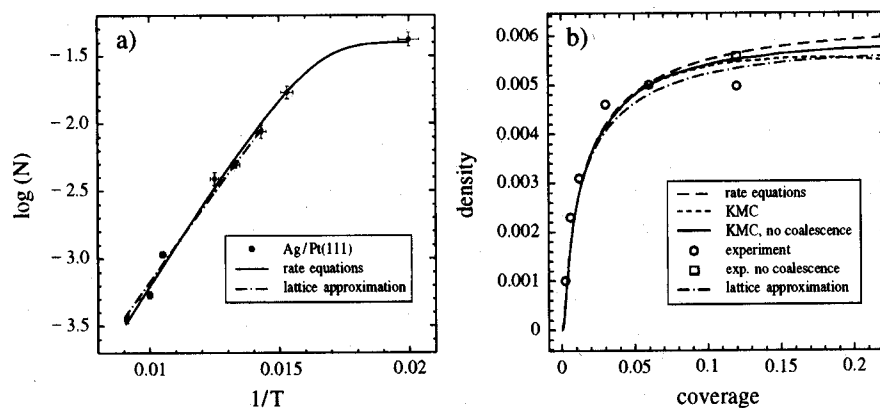 a)
log (N)
− 1.5
− 2.0
− 2.5
− 3.0
− 3.5
Ag/Pt(111)
rate equations
lattice approximation
0.01
0.015
0.02
1/T
b)
density
0.006
0.005
0.004
0.003
0.002
0.001
0
rate equations
KMC
KMC, no coalescence
experiment
exp. no coalescence
lattice approximation
0
0.05
0.1
0.15
0.2
coverage